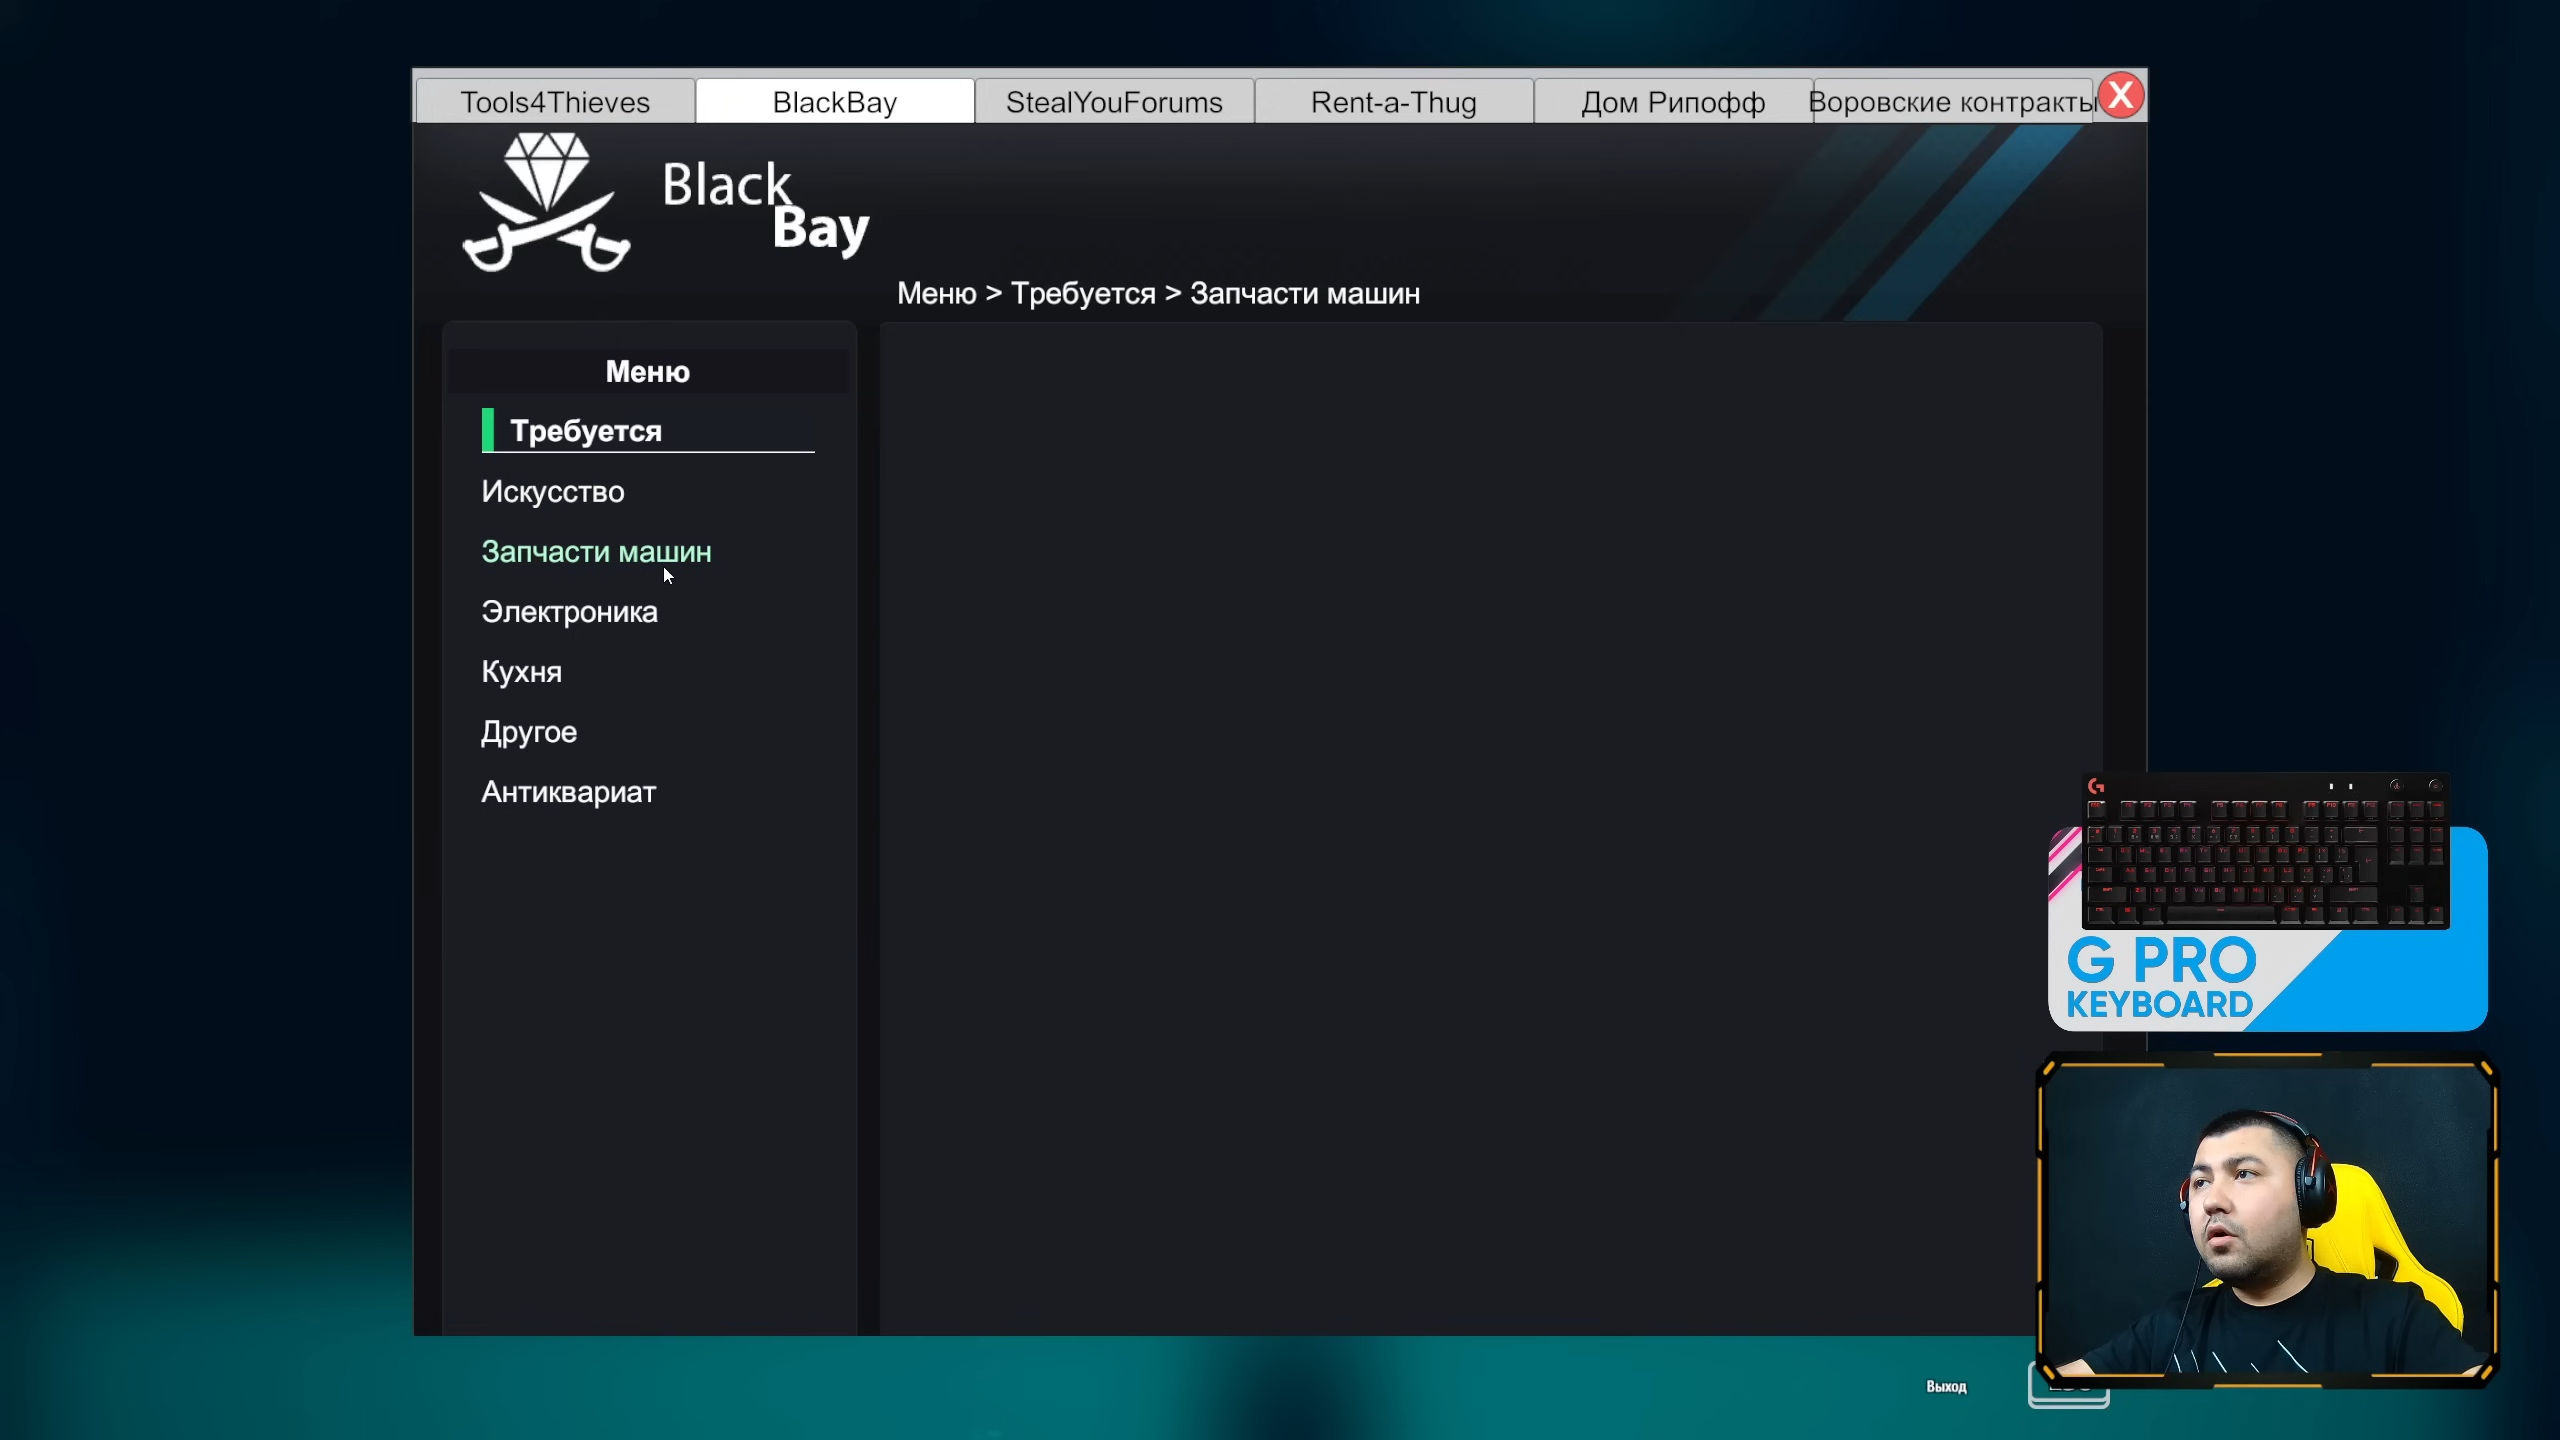 Tools4Thieves
BlackBay
StealYouForums
Rent-a-Thug
Дом Рипофф
Воровские контракты
X
Black
Bay
Меню > Требуется > Запчасти машин
Меню
Требуется
Искусство
Запчасти машин
Электроника
Кухня
Другое
Антиквариат
G PRO
KEYBOARD
Выход